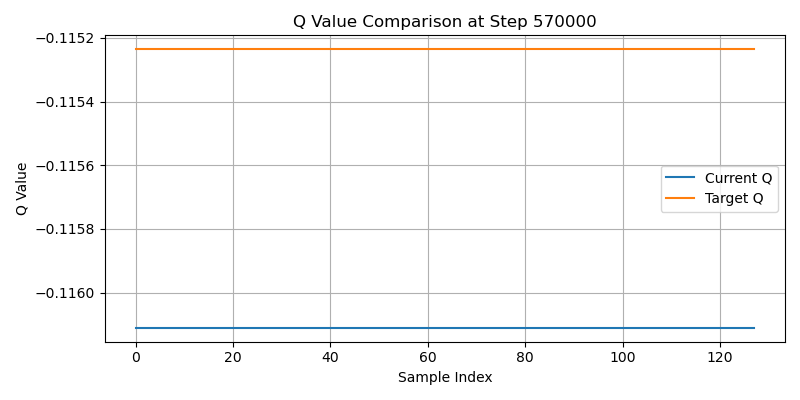 Q Value Comparison at Step 570000
−0.1152
−0.1154
−0.1156
−0.1158
−0.1160
Q Value
Current Q
Target Q
0 20 40 60 80 100 120
Sample Index